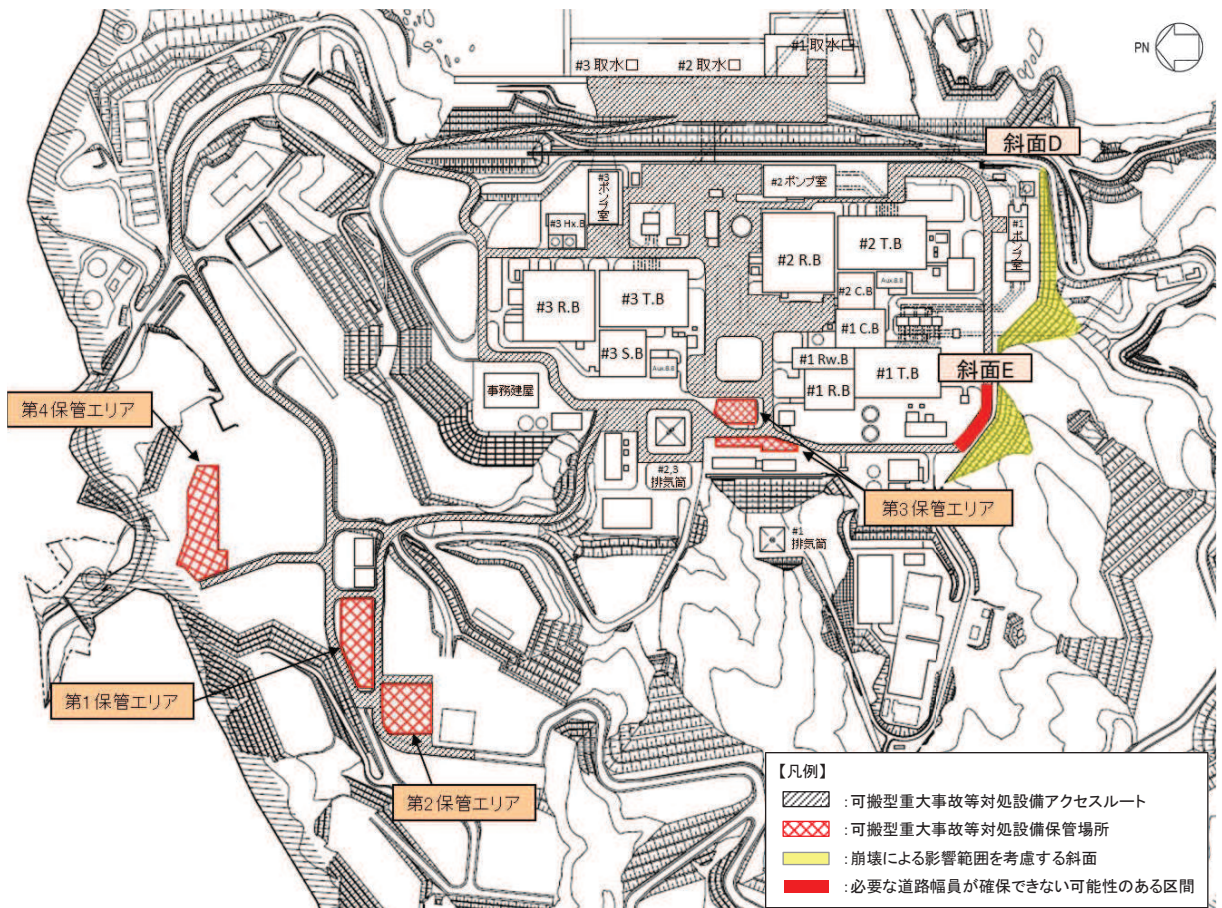 #1 取水口
#3 取水口
#2 取水口
PN
斜面D
#3
ポンプ
室
#2 ポンプ室
#3 Hx.B
#1
ポンプ
室
#2 R.B
#2 T.B
#2 C.B
Aux.B.B
#3 R.B
#3 T.B
#1 C.B
#3 S.B
Aux.B.B
#1 Rw.B
#1 R.B
#1 T.B
斜面E
事務建屋
第4保管エリア
#2,3
排気筒
第3保管エリア
#1
排気筒
第1保管エリア
第2保管エリア
【凡例】
:可搬型重大事故等対処設備アクセスルート
:可搬型重大事故等対処設備保管場所
:崩壊による影響範囲を考慮する斜面
:必要な道路幅員が確保できない可能性のある区間